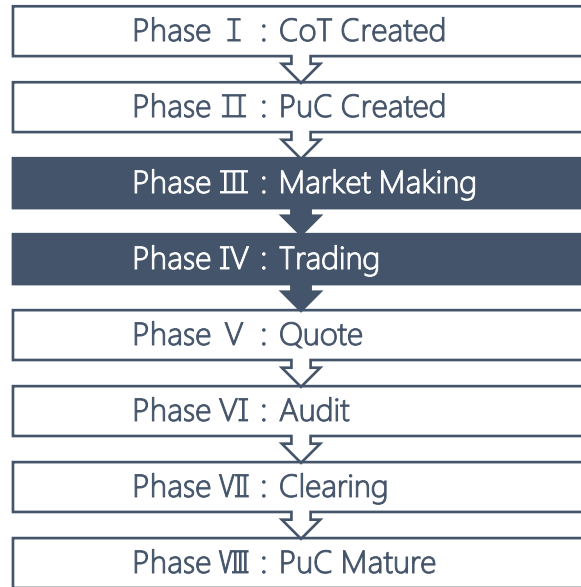 Phase Ⅰ : CoT Created
Phase Ⅱ : PuC Created
Phase Ⅲ : Market Making
Phase Ⅳ : Trading
Phase Ⅴ : Quote
Phase Ⅵ : Audit
Phase Ⅶ : Clearing
Phase Ⅷ : PuC Mature